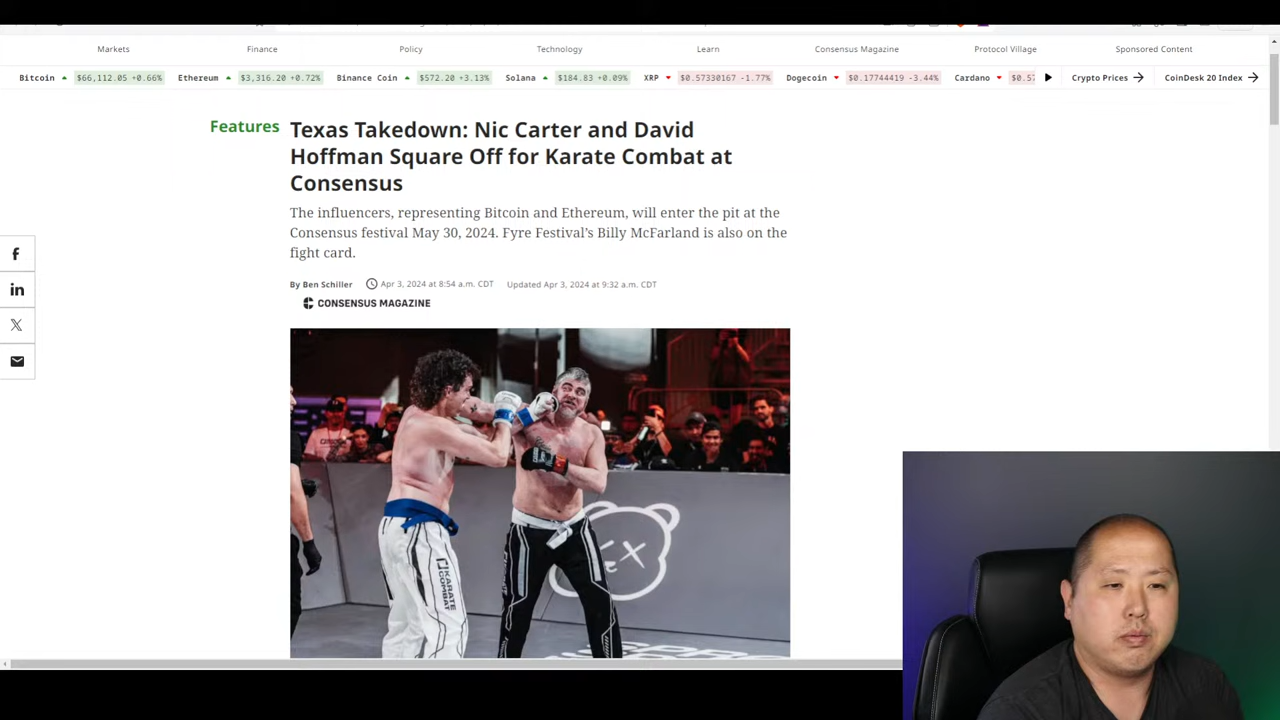 Markets Finance Policy Technology Learn Consensus Magazine Protocol Village Sponsored Content
Bitcoin $66,112.05 +0.66% Ethereum $3,316.20 +0.72% Binance Coin $572.20 +3.13% Solana $184.83 +0.09% XRP $0.57330167 -1.77% Dogecoin $0.17744419 -3.44% Cardano $0.57 Crypto Prices CoinDesk 20 Index
Features
Texas Takedown: Nic Carter and David
Hoffman Square Off for Karate Combat at
Consensus
The influencers, representing Bitcoin and Ethereum, will enter the pit at the
Consensus festival May 30, 2024. Fyre Festival's Billy McFarland is also on the
fight card.
By Ben Schiller Apr 3, 2024 at 8:54 a.m. CDT Updated Apr 3, 2024 at 9:32 a.m. CDT
CONSENSUS MAGAZINE
KARATE
COMBAT